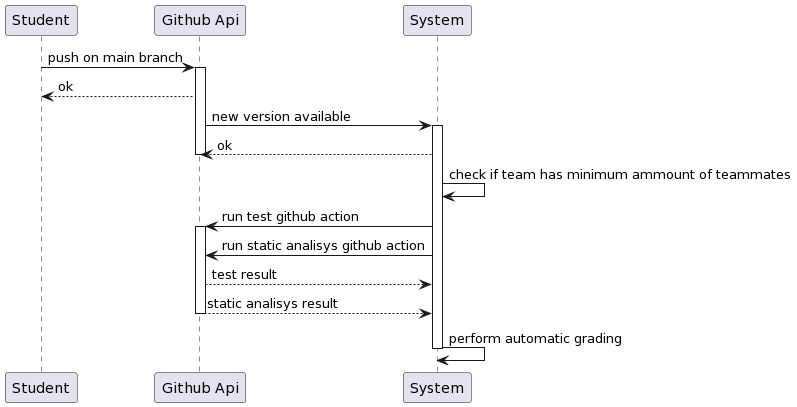 Student
Github Api
System
push on main branch
ok
new version available
ok
check if team has minimum ammount of teammates
run test github action
run static analisys github action
test result
static analisys result
perform automatic grading
Student
Github Api
System